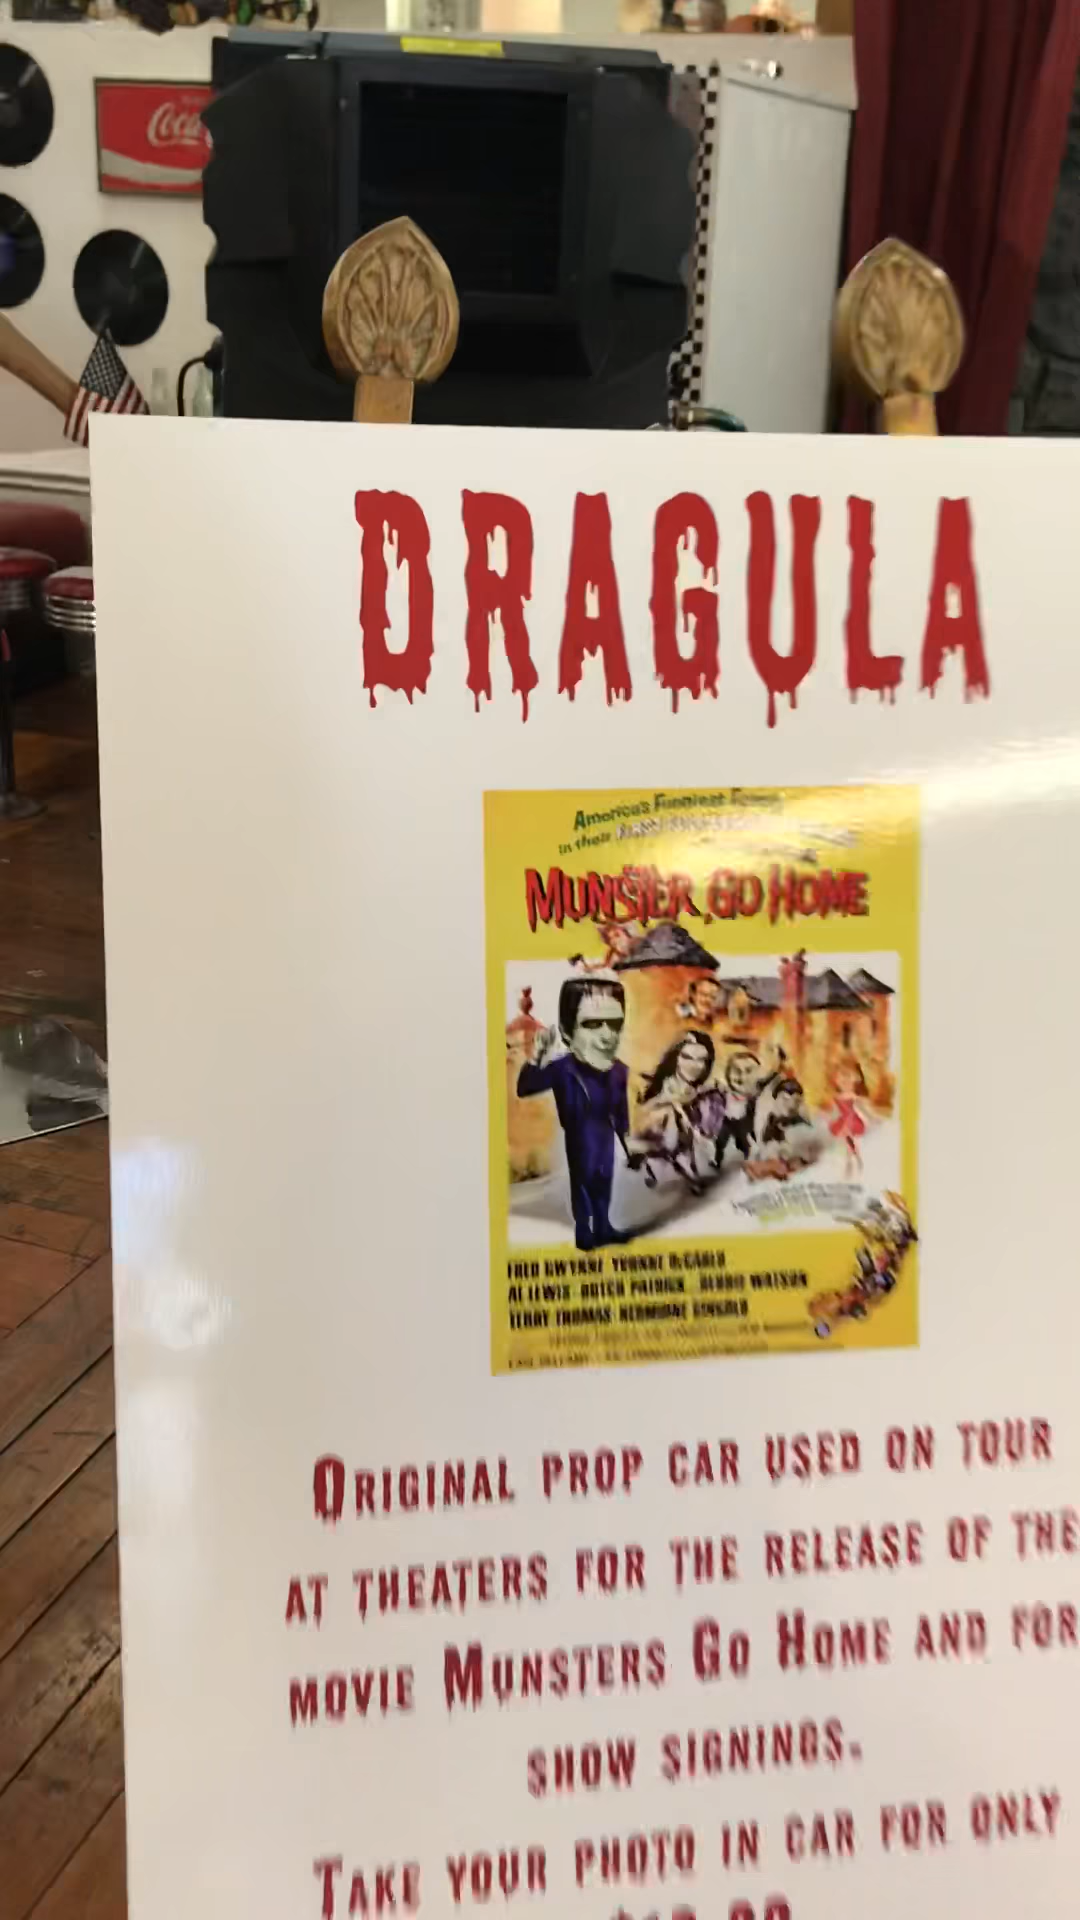 Coca
DRAGULA
America's Funniest
in their
MUNSTER, GO HOME
FRED GWYNNE YVONNE DeCARLO
AL LEWIS BUTCH PATRICK DEBBIE WATSON
TERRY THOMAS HERMIONE GINGOLD
ORIGINAL PROP CAR USED ON TOUR
AT THEATERS FOR THE RELEASE OF THE
MOVIE MUNSTERS GO HOME AND FOR
SHOW SIGNINGS.
TAKE YOUR PHOTO IN CAR FOR ONLY